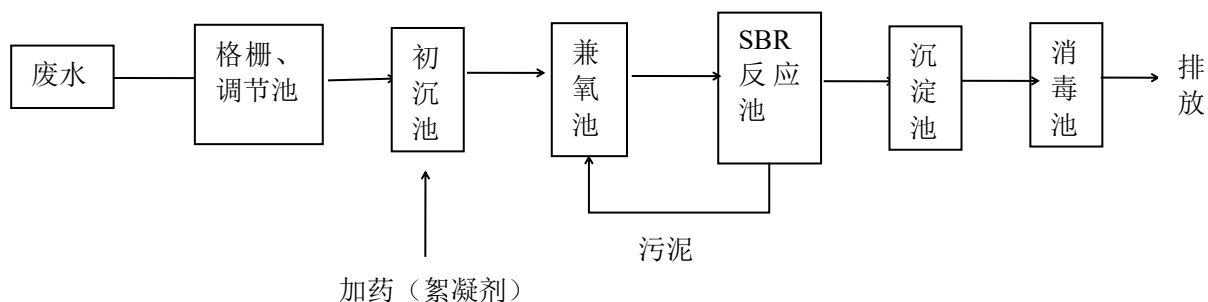 废水
格栅、
调节池
初
沉
池
兼
氧
池
SBR
反应
池
沉
淀
池
消
毒
池
排
放
污泥
加药（絮凝剂）